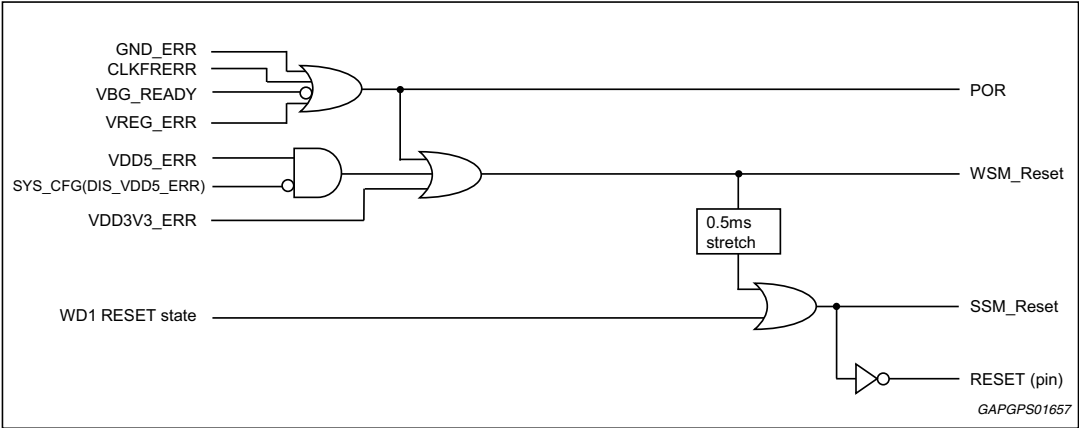 GND_ERR
CLKFRERR
VBG_READY
VREG_ERR
POR
VDD5_ERR
SYS_CFG(DIS_VDD5_ERR)
WSM_Reset
VDD3V3_ERR
0.5ms
stretch
WD1 RESET state
SSM_Reset
RESET (pin)
GAPGPS01657